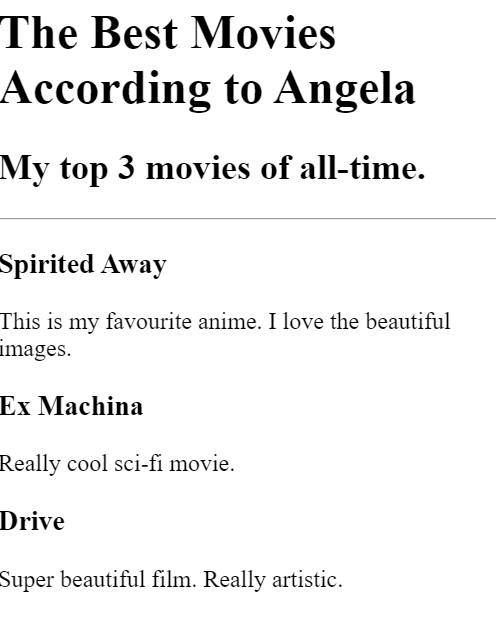 The Best Movies
According to Angela
My top 3 movies of all-time.
Spirited Away
This is my favourite anime. I love the beautiful
images.
Ex Machina
Really cool sci-fi movie.
Drive
Super beautiful film. Really artistic.